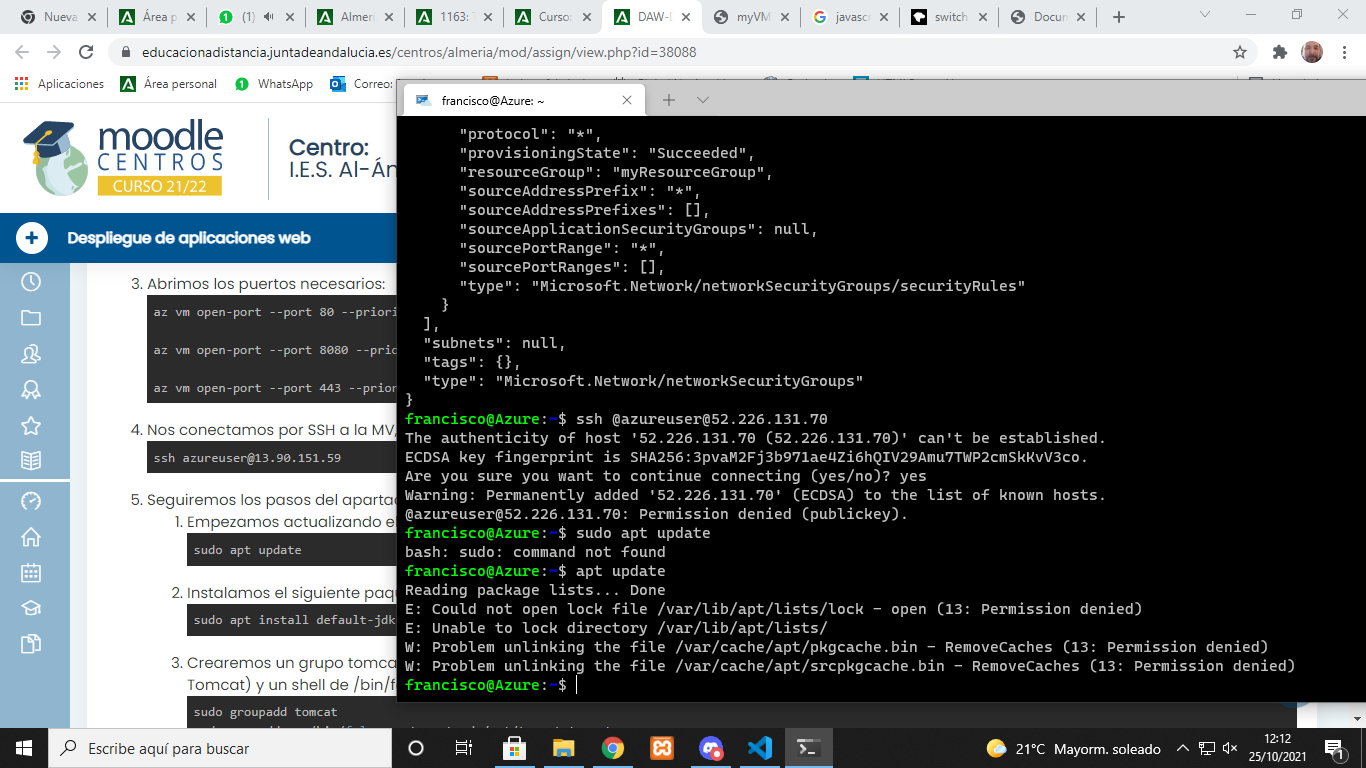 Nueva
Área p
(1)
Almerí
1163: T
Curso:
DAW-D
myVM
javascr
switch
Docun
educacionadistancia.juntadeandalucia.es/centros/almeria/mod/assign/view.php?id=38088
Aplicaciones
Área personal
WhatsApp
Correo:
francisco@Azure: ~
moodle
CENTROS
CURSO 21/22
Centro:
I.E.S. Al-Án
Despliegue de aplicaciones web
3. Abrimos los puertos necesarios:
az vm open-port --port 80 --priori
az vm open-port --port 8080 --prio
az vm open-port --port 443 --prior
4. Nos conectamos por SSH a la MV,
ssh azureuser@13.90.151.59
5. Seguiremos los pasos del apartad
1. Empezamos actualizando el
sudo apt update
2. Instalamos el siguiente paqu
sudo apt install default-jdk
3. Crearemos un grupo tomca
Tomcat) y un shell de /bin/f
sudo groupadd tomcat
"protocol": "*",
"provisioningState": "Succeeded",
"resourceGroup": "myResourceGroup",
"sourceAddressPrefix": "*",
"sourceAddressPrefixes": [],
"sourceApplicationSecurityGroups": null,
"sourcePortRange": "*",
"sourcePortRanges": [],
"type": "Microsoft.Network/networkSecurityGroups/securityRules"
}
],
"subnets": null,
"tags": {},
"type": "Microsoft.Network/networkSecurityGroups"
}
francisco@Azure:~$ ssh @azureuser@52.226.131.70
The authenticity of host '52.226.131.70 (52.226.131.70)' can't be established.
ECDSA key fingerprint is SHA256:3pvaM2Fj3b971ae4Zi6hQIV29Amu7TWP2cmSkKvV3co.
Are you sure you want to continue connecting (yes/no)? yes
Warning: Permanently added '52.226.131.70' (ECDSA) to the list of known hosts.
@azureuser@52.226.131.70: Permission denied (publickey).
francisco@Azure:~$ sudo apt update
bash: sudo: command not found
francisco@Azure:~$ apt update
Reading package lists... Done
E: Could not open lock file /var/lib/apt/lists/lock - open (13: Permission denied)
E: Unable to lock directory /var/lib/apt/lists/
W: Problem unlinking the file /var/cache/apt/pkgcache.bin - RemoveCaches (13: Permission denied)
W: Problem unlinking the file /var/cache/apt/srcpkgcache.bin - RemoveCaches (13: Permission denied)
francisco@Azure:~$
Escribe aquí para buscar
21°C Mayorm. soleado
12:12
25/10/2021
1